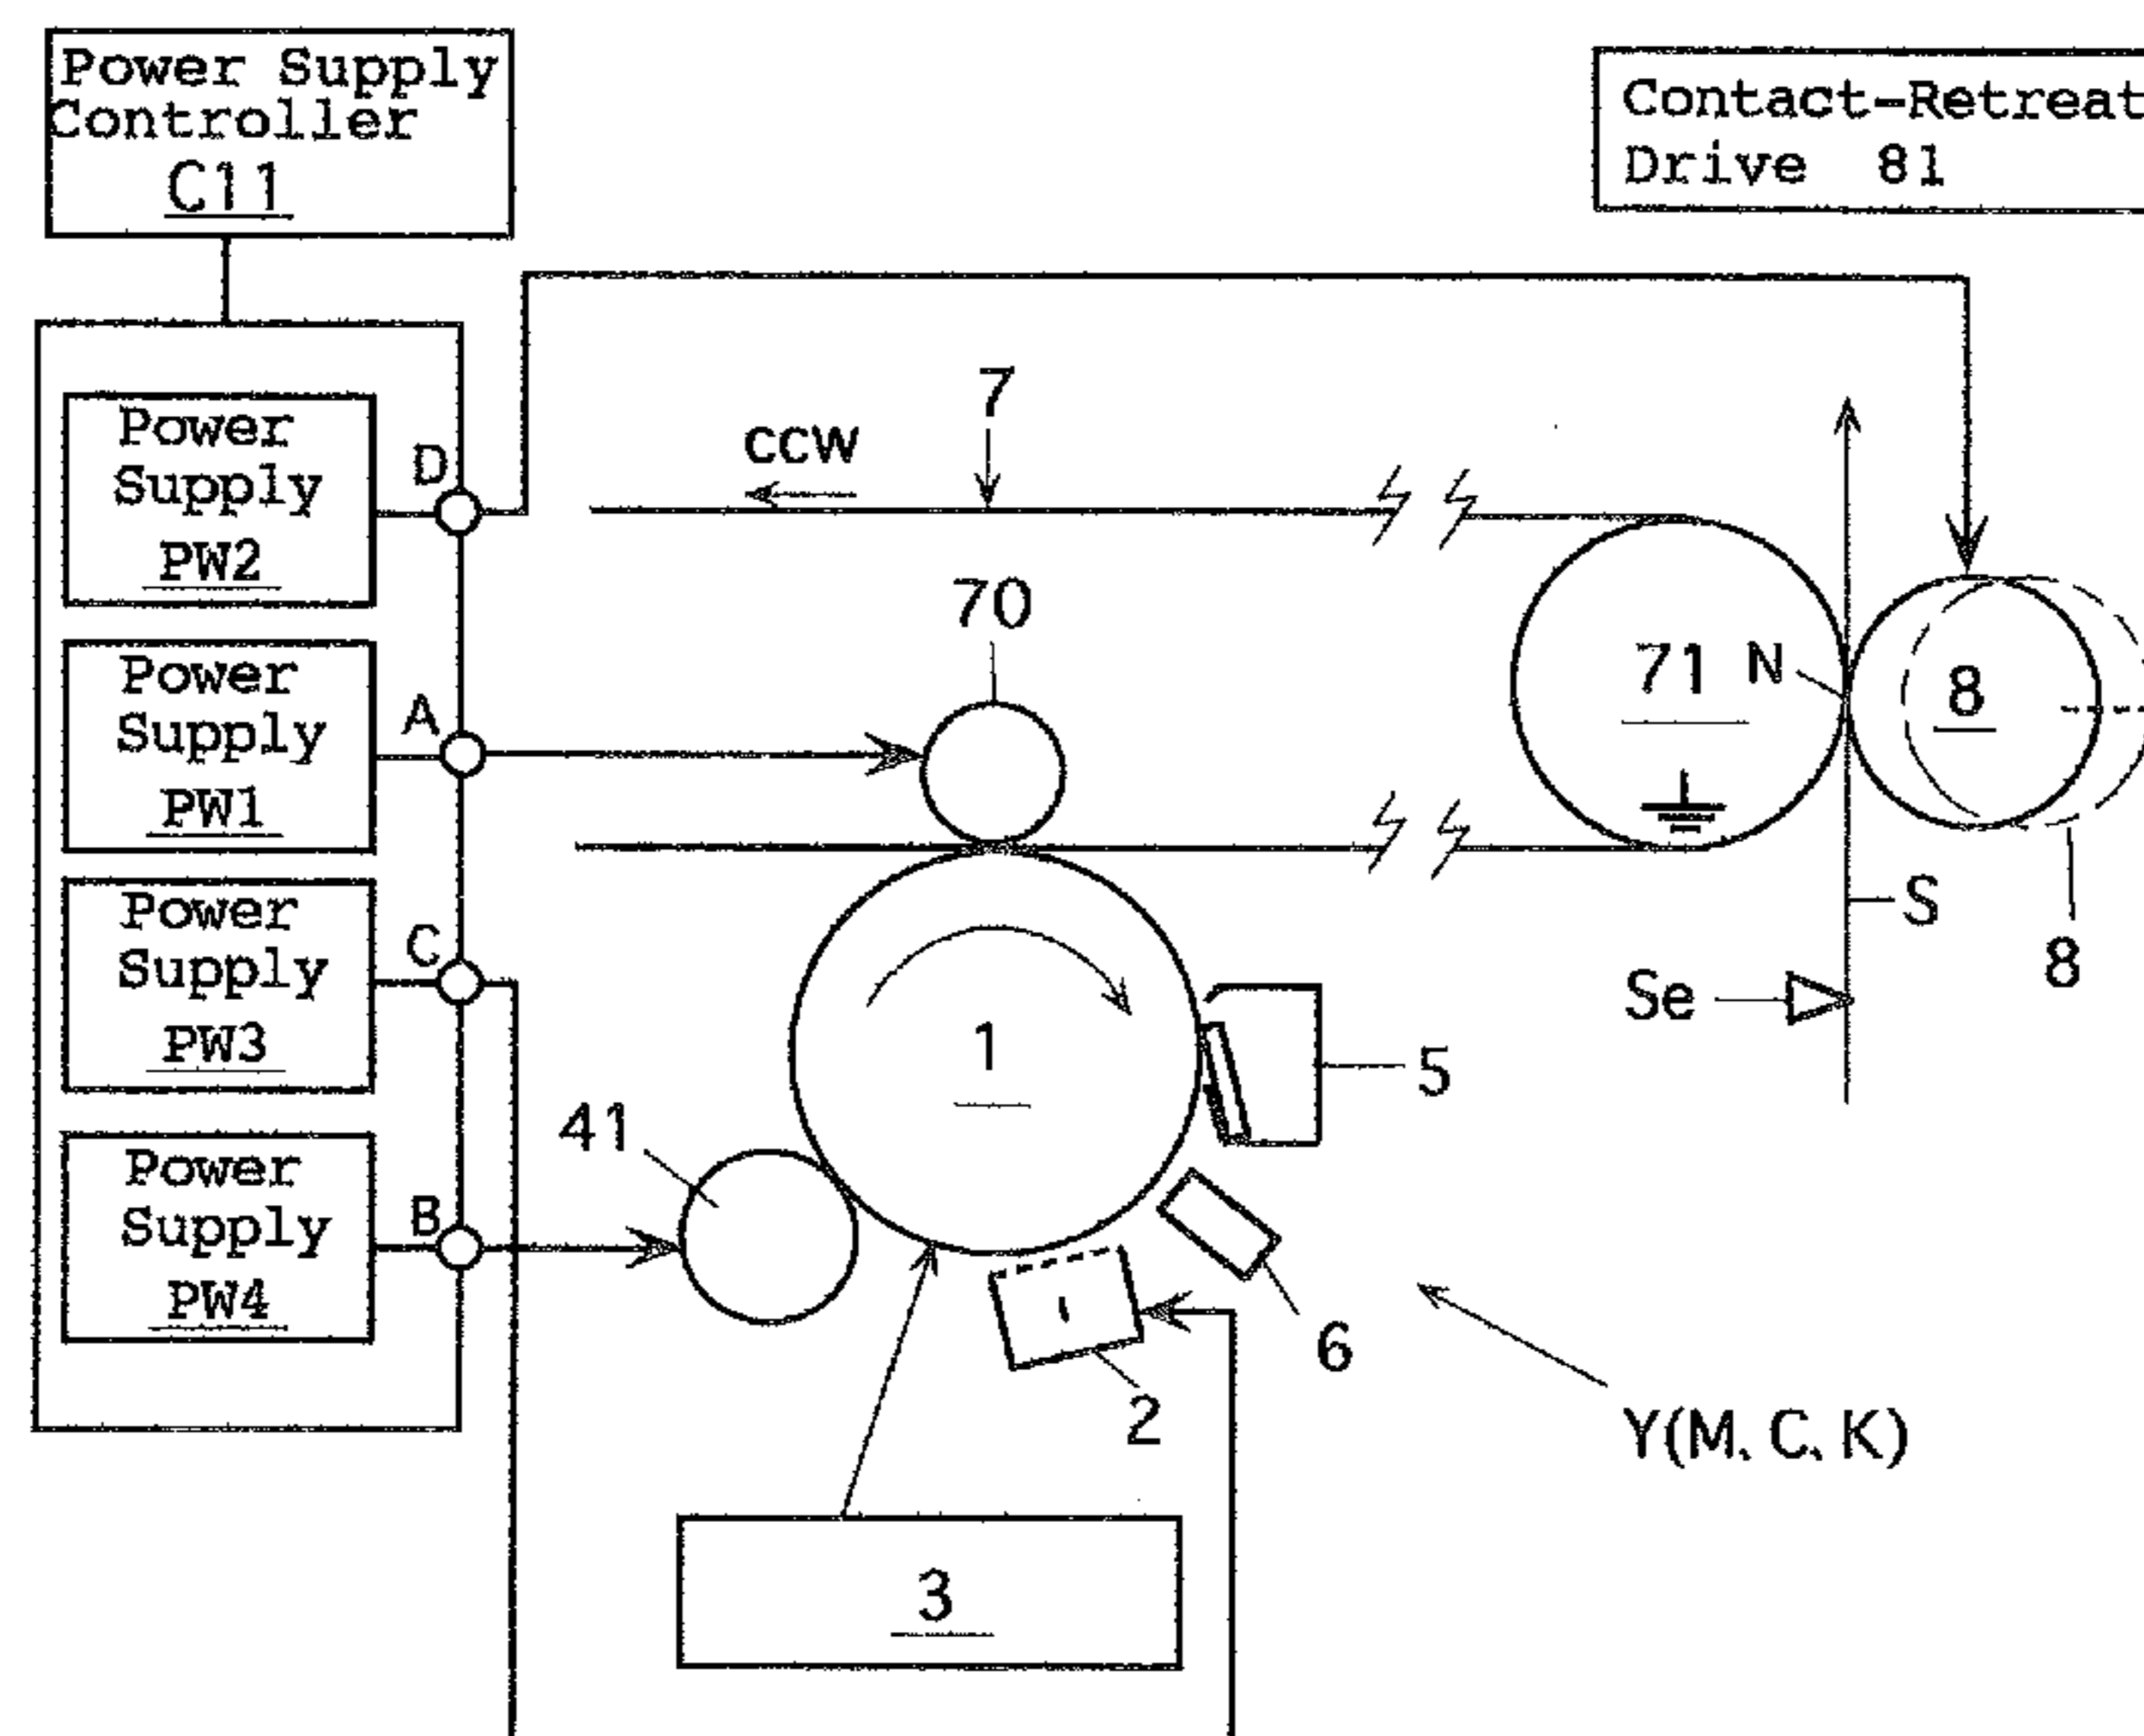 Power Supply
Controller
C11
Contact-Retreat
Drive 81
Power
Supply
PW2
D
7
CCW
70
Power
Supply
PW1
A
71
N
8
Power
Supply
PW3
C
1
S
Se
8
5
41
Power
Supply
PW4
B
6
2
Y(M, C, K)
3